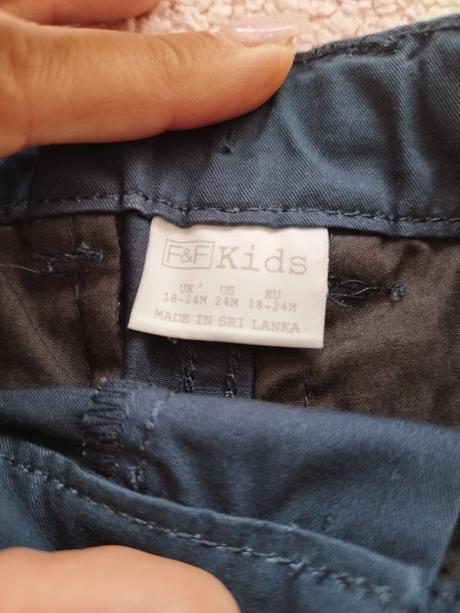 F&F Kids
UK US EU
18-24M 24M 18-24M
MADE IN SRI LANKA